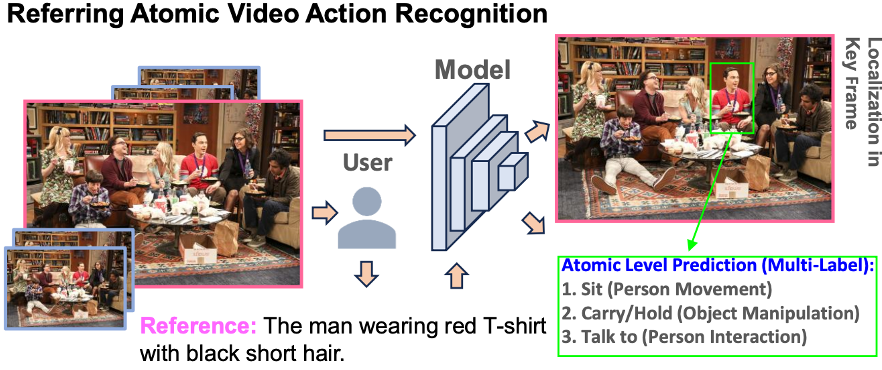 Referring Atomic Video Action Recognition
Model
User
Localization in
Key Frame
Reference: The man wearing red T-shirt
with black short hair.
Atomic Level Prediction (Multi-Label):
1. Sit (Person Movement)
2. Carry/Hold (Object Manipulation)
3. Talk to (Person Interaction)